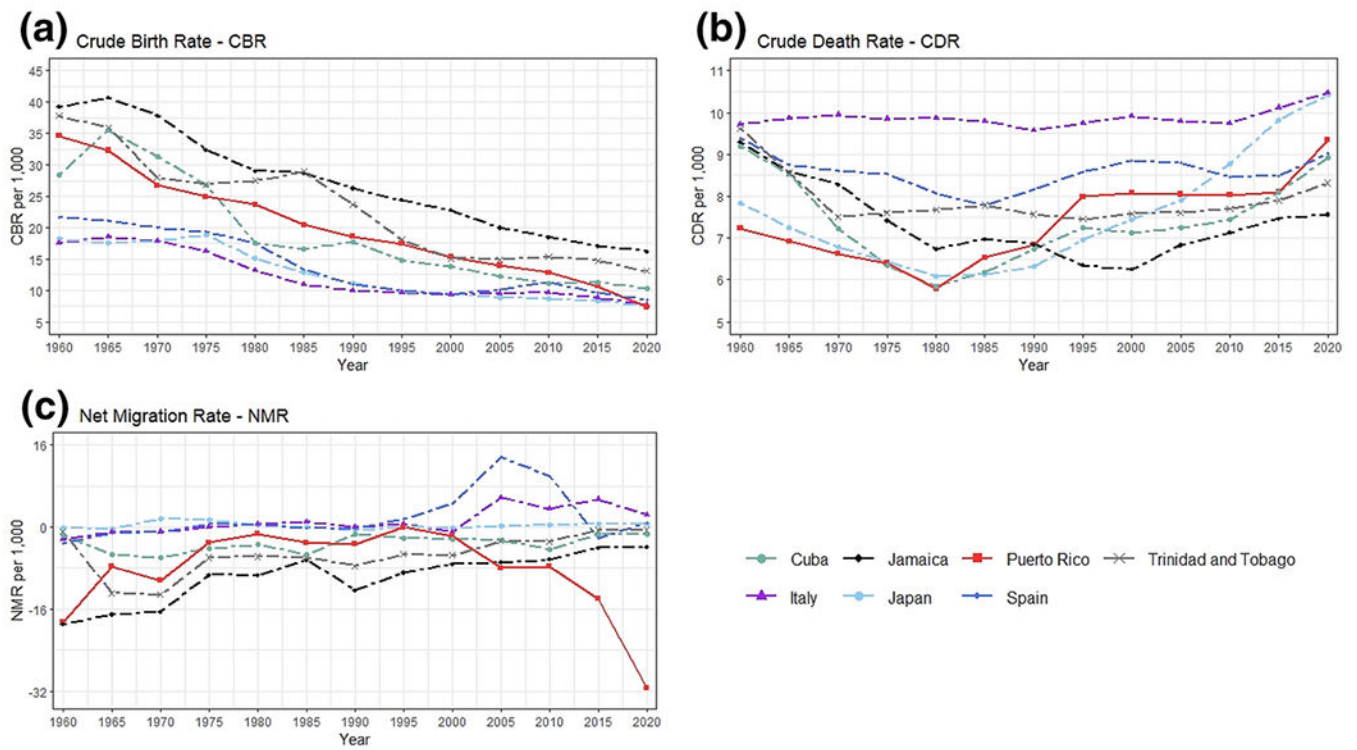 (a) Crude Birth Rate - CBR
CBR per 1,000
45
40
35
30
25
20
15
10
5
1960 1965 1970 1975 1980 1985 1990 1995 2000 2005 2010 2015 2020
Year
(b) Crude Death Rate - CDR
CDR per 1,000
11
10
9
8
7
6
5
1960 1965 1970 1975 1980 1985 1990 1995 2000 2005 2010 2015 2020
Year
(c) Net Migration Rate - NMR
NMR per 1,000
16
0
-16
-32
1960 1965 1970 1975 1980 1985 1990 1995 2000 2005 2010 2015 2020
Year
Cuba Jamaica Puerto Rico Trinidad and Tobago
Italy Japan Spain